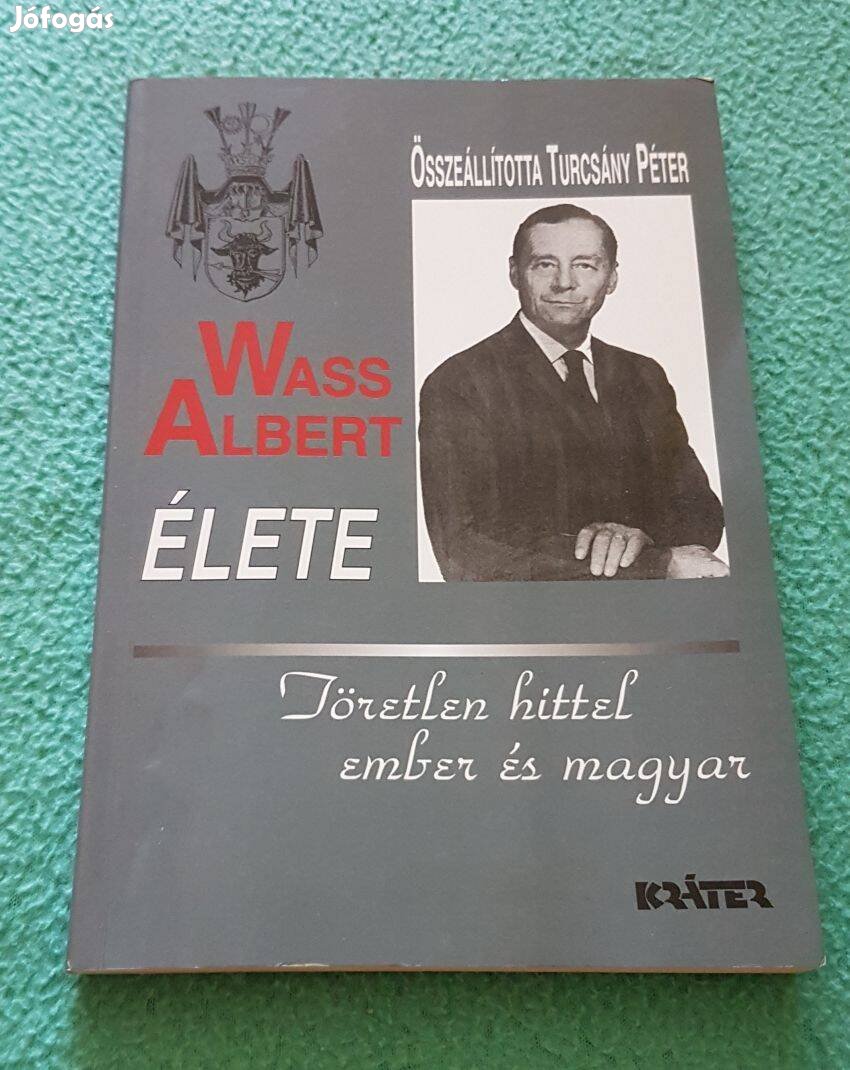 Jófogás
ÖSSZEÁLLÍTOTTA TURCSÁNY PÉTER
WASS
ALBERT
ÉLETE
Töretlen hittel
ember és magyar
KRÁTER